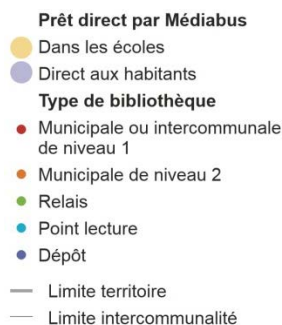 Prêt direct par Médiabus
Dans les écoles
Direct aux habitants
Type de bibliothèque
Municipale ou intercommunale
de niveau 1
Municipale de niveau 2
Relais
Point lecture
Dépôt
Limite territoire
Limite intercommunalité